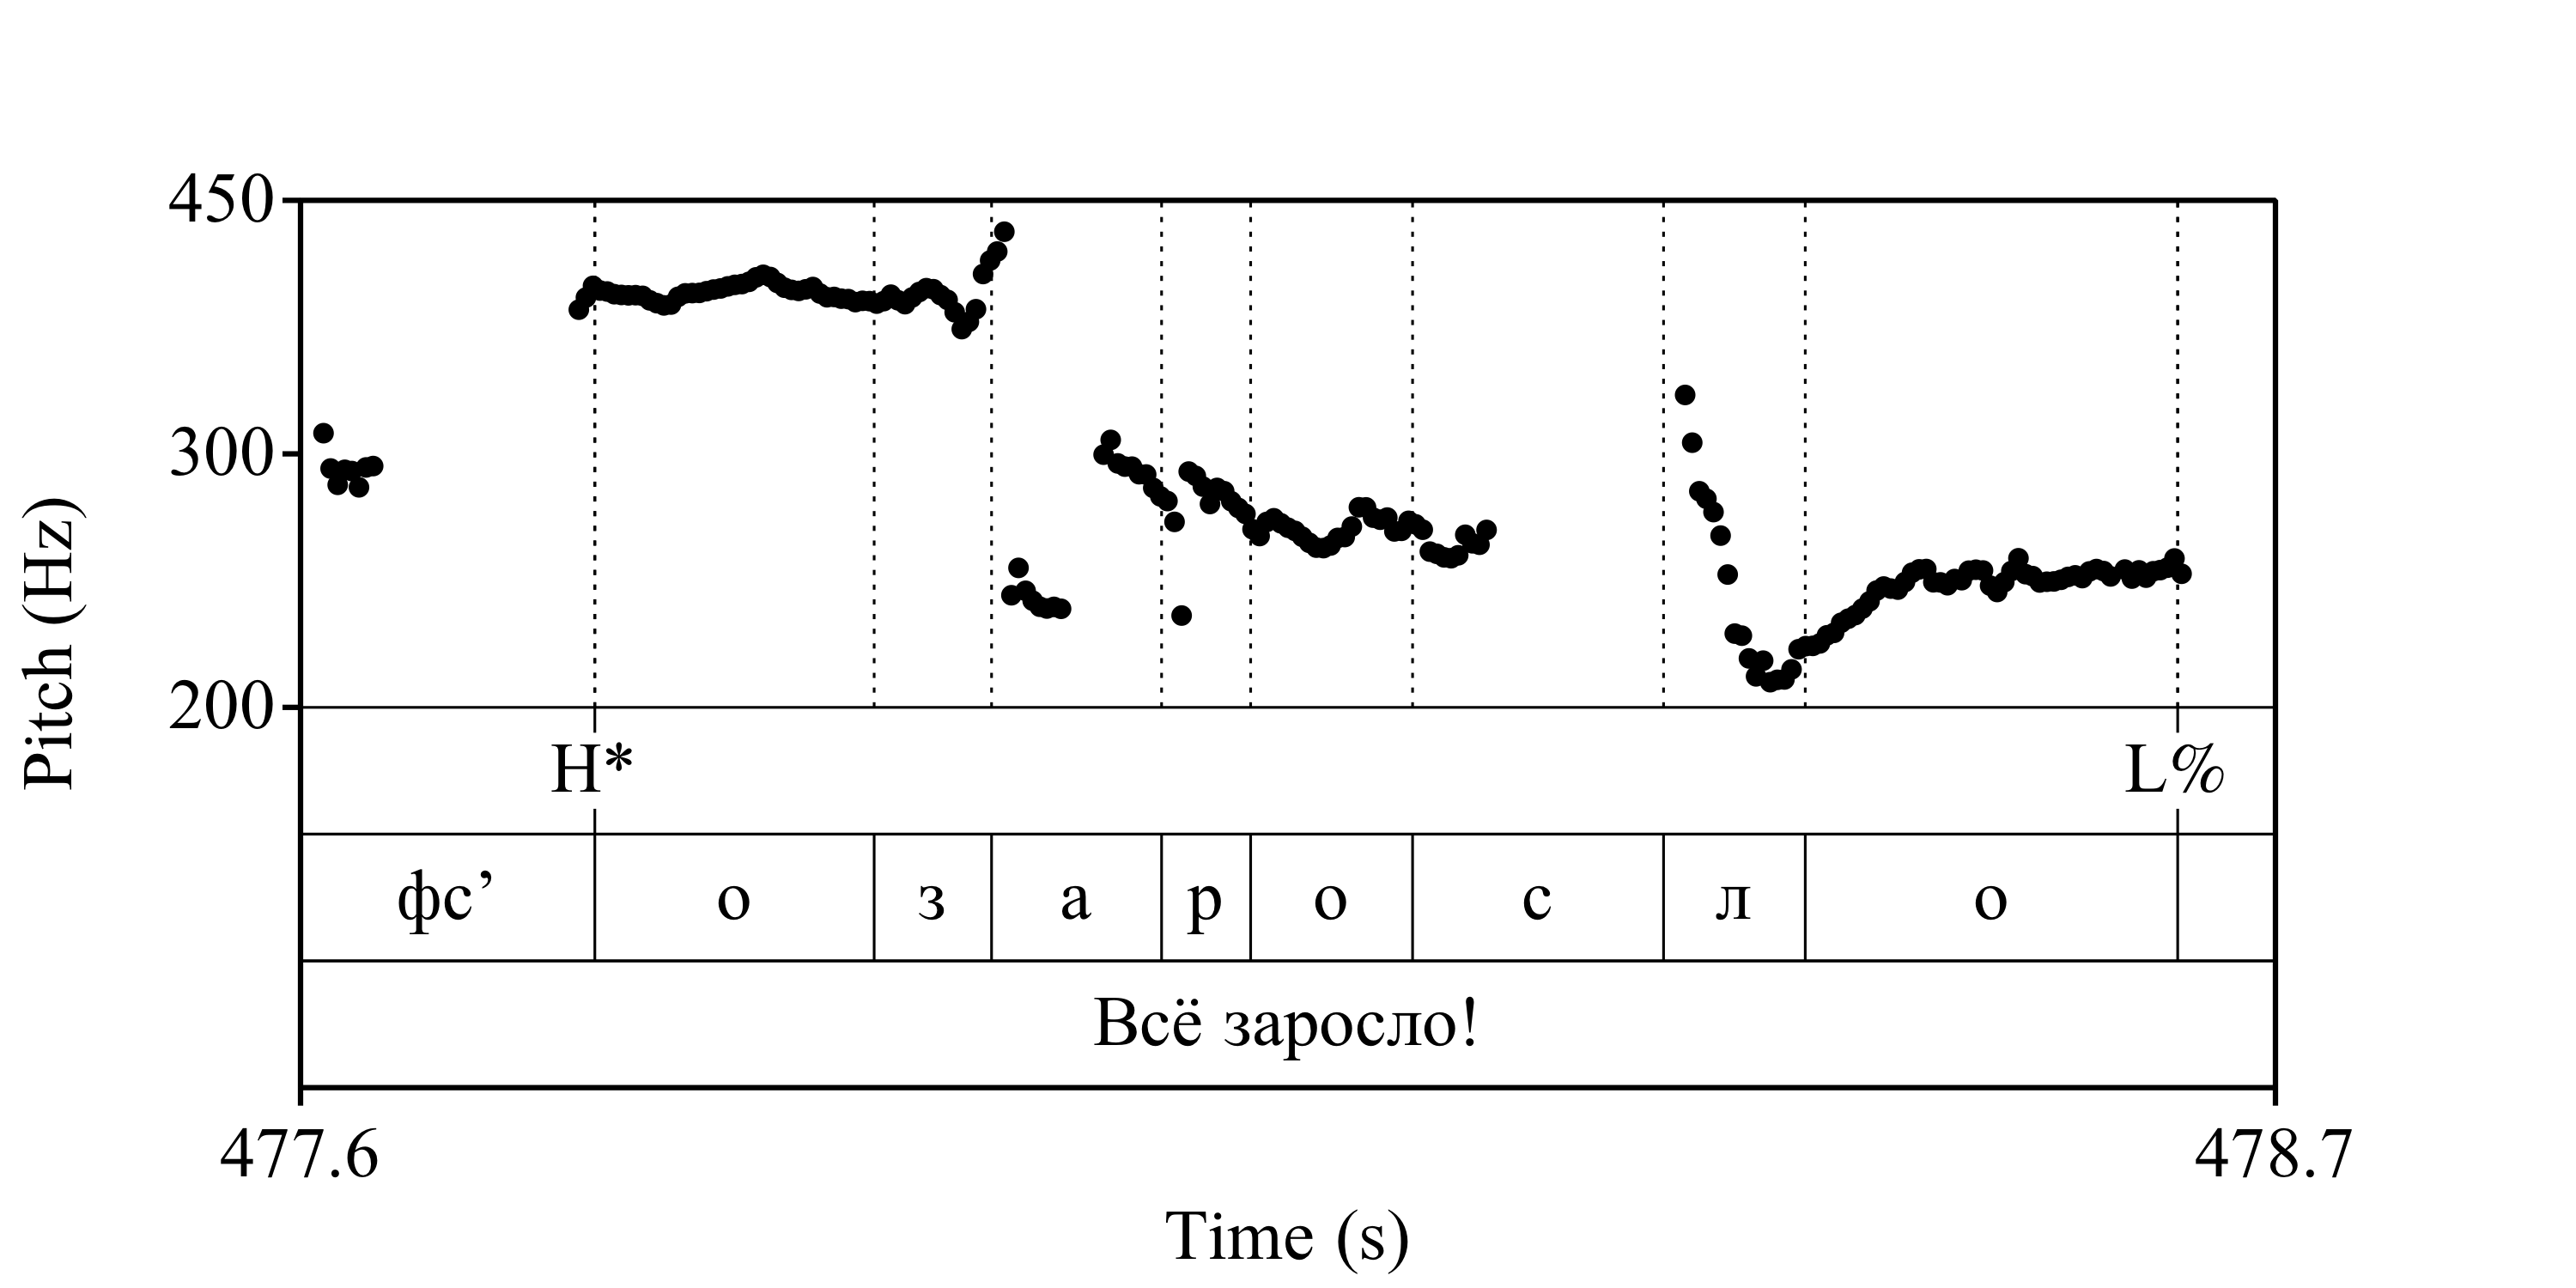 450
300
200
Pitch (Hz)
H* L%
фс’ о з а р о с л о
Всё заросло!
477.6 478.7
Time (s)